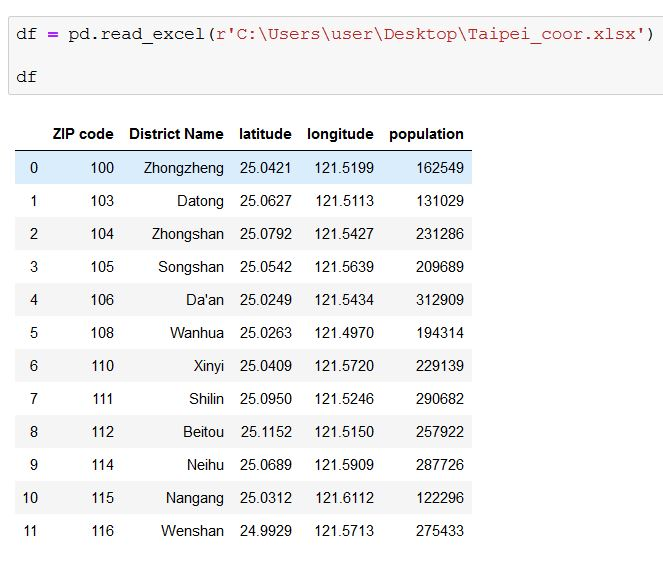 df = pd.read_excel(r'C:\Users\user\Desktop\Taipei_coor.xlsx')
df
ZIP code District Name latitude longitude population
0 100 Zhongzheng 25.0421 121.5199 162549
1 103 Datong 25.0627 121.5113 131029
2 104 Zhongshan 25.0792 121.5427 231286
3 105 Songshan 25.0542 121.5639 209689
4 106 Da'an 25.0249 121.5434 312909
5 108 Wanhua 25.0263 121.4970 194314
6 110 Xinyi 25.0409 121.5720 229139
7 111 Shilin 25.0950 121.5246 290682
8 112 Beitou 25.1152 121.5150 257922
9 114 Neihu 25.0689 121.5909 287726
10 115 Nangang 25.0312 121.6112 122296
11 116 Wenshan 24.9929 121.5713 275433